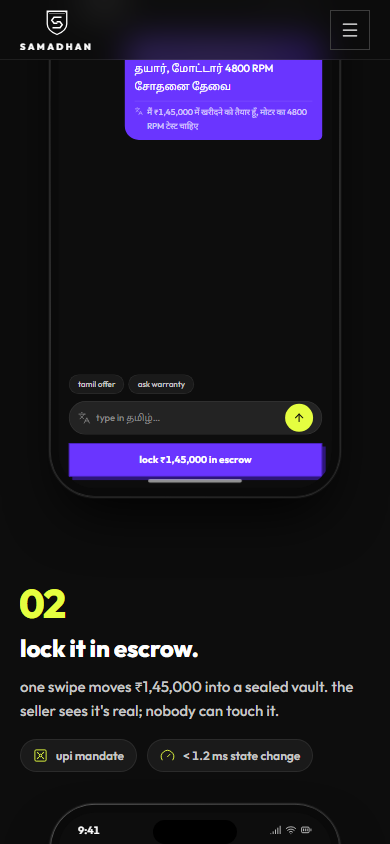 SAMADHAN
தயார், மோட்டார் 4800 RPM
சோதனை தேவை
में ₹1,45,000 में खरीदने को तैयार हूँ, मोटर का 4800
RPM टेस्ट चाहिए
tamil offer
ask warranty
type in தமிழ்...
lock ₹1,45,000 in escrow
02
lock it in escrow.
one swipe moves ₹1,45,000 into a sealed vault. the
seller sees it's real; nobody can touch it.
upi mandate
< 1.2 ms state change
9:41